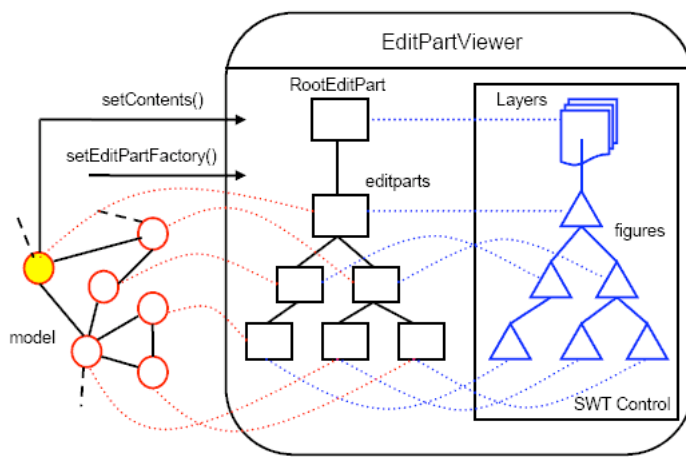 EditPartViewer
RootEditPart
Layers
setContents()
setEditPartFactory()
editparts
figures
model
SWT Control